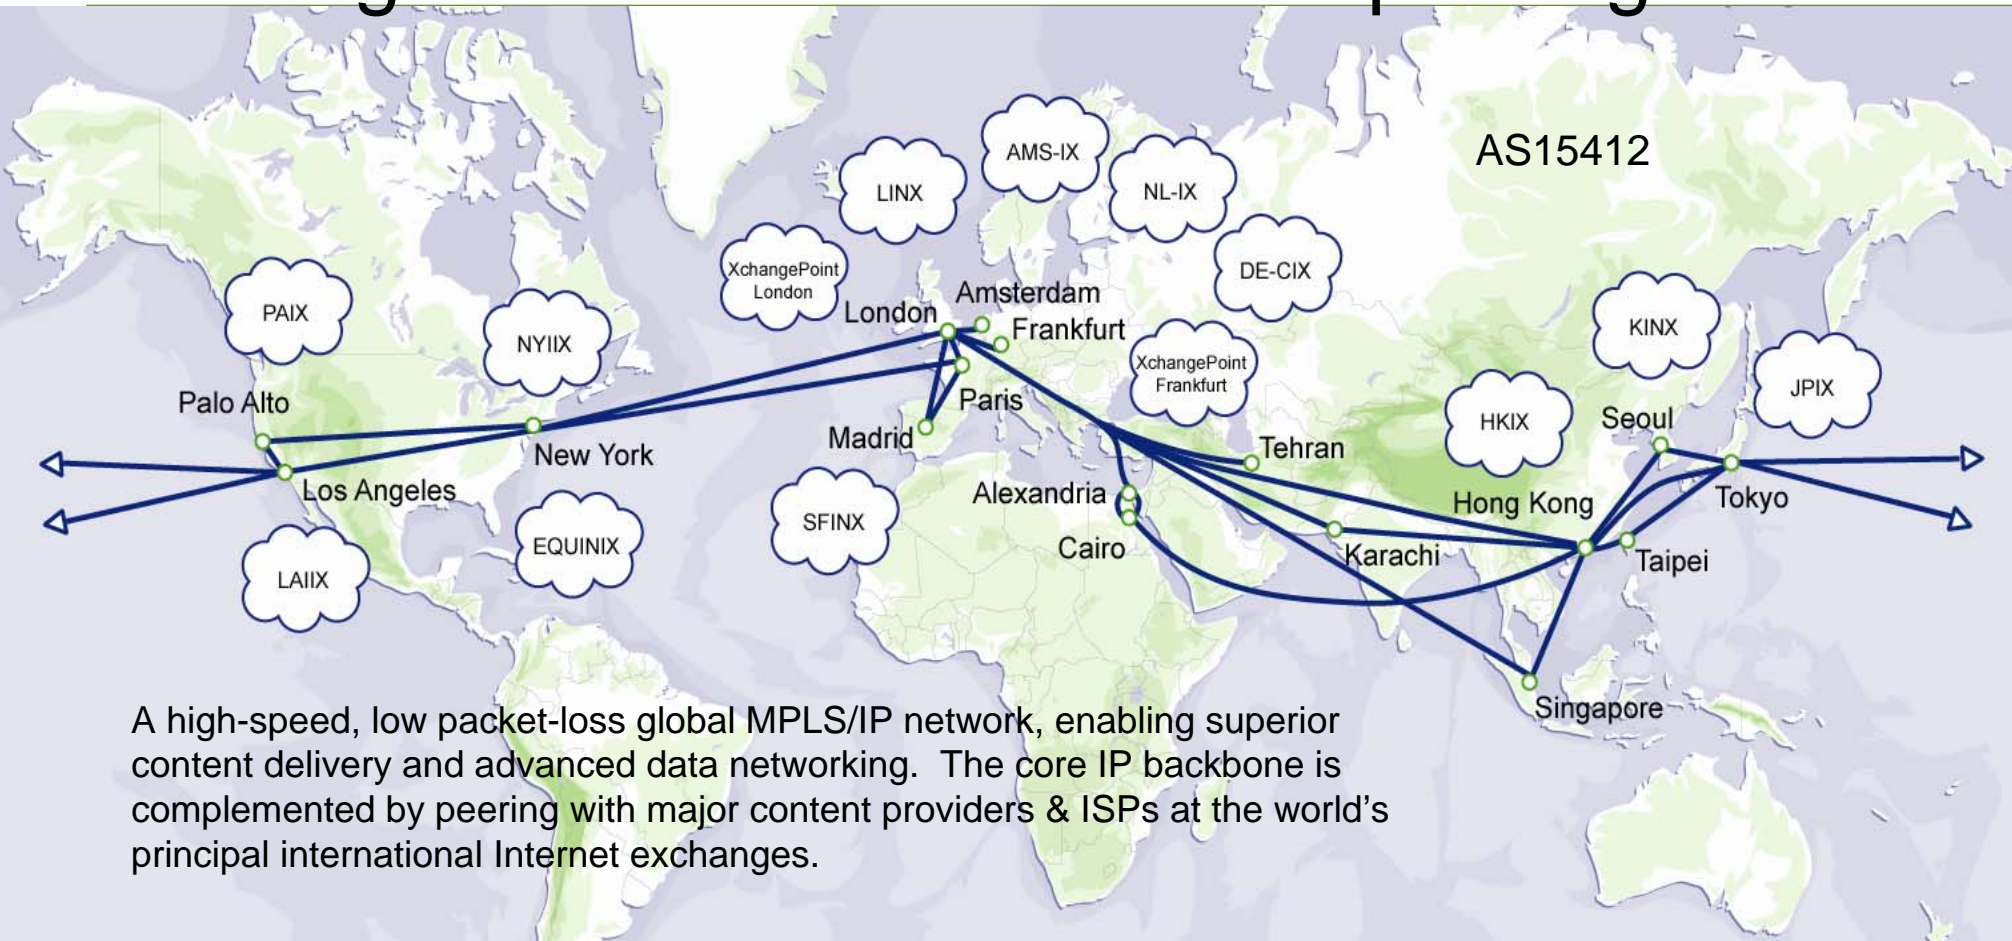 AS15412
AMS-IX
LINX
NL-IX
XchangePoint
London
DE-CIX
PAIX
NYIIX
London
Amsterdam
Frankfurt
KINX
XchangePoint
Frankfurt
JPIX
Palo Alto
Paris
HKIX
Seoul
Madrid
New York
Tehran
Los Angeles
Alexandria
Hong Kong
Tokyo
SFINX
EQUINIX
Cairo
Karachi
Taipei
LAIIX
Singapore
A high-speed, low packet-loss global MPLS/IP network, enabling superior
content delivery and advanced data networking.  The core IP backbone is
complemented by peering with major content providers & ISPs at the world’s
principal international Internet exchanges.